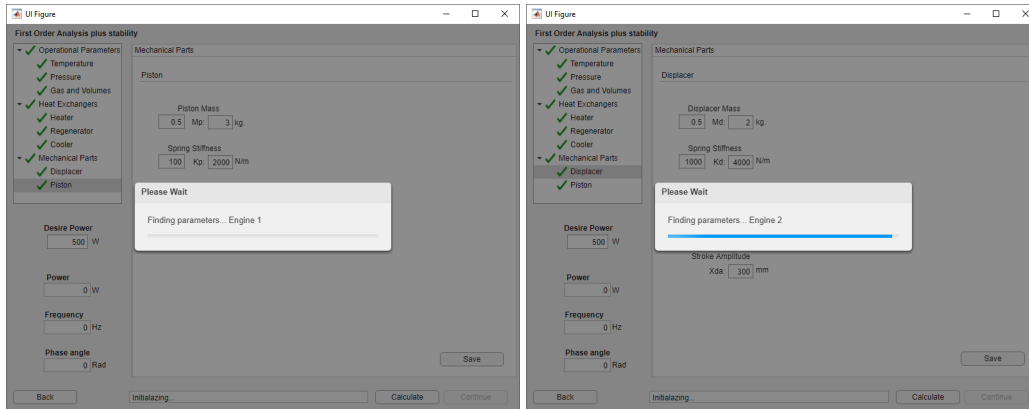 UI Figure
First Order Analysis plus stability
Operational Parameters
Temperature
Pressure
Gas and Volumes
Heat Exchangers
Heater
Regenerator
Cooler
Mechanical Parts
Displacer
Piston
Mechanical Parts
Piston
Piston Mass
0.5 Mp: 3 kg.
Spring Stiffness
100 Kp: 2000 N/m
Please Wait
Finding parameters... Engine 1
Desire Power
500 W
Power
0 W
Frequency
0 Hz
Phase angle
0 Rad
Save
Back
Initialazing...
Calculate
Continue
UI Figure
First Order Analysis plus stability
Operational Parameters
Temperature
Pressure
Gas and Volumes
Heat Exchangers
Heater
Regenerator
Cooler
Mechanical Parts
Displacer
Piston
Mechanical Parts
Displacer
Displacer Mass
0.5 Md: 2 kg.
Spring Stiffness
1000 Kd: 4000 N/m
Please Wait
Finding parameters... Engine 2
Stroke Amplitude
Xda: 300 mm
Desire Power
500 W
Power
0 W
Frequency
0 Hz
Phase angle
0 Rad
Save
Back
Initialazing...
Calculate
Continue